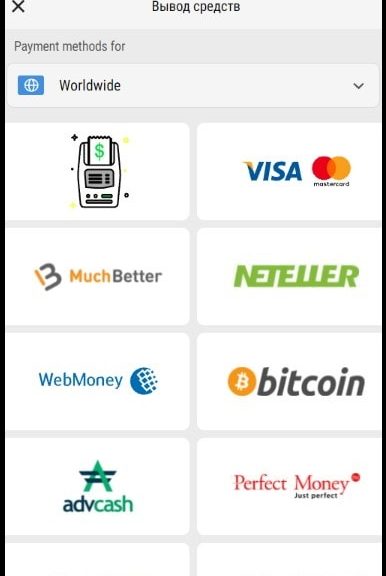 Вывод средств
Payment methods for
Worldwide
$
VISA
mastercard
MuchBetter
NETELLER
WebMoney
bitcoin
advcash
Perfect Money
Just perfect